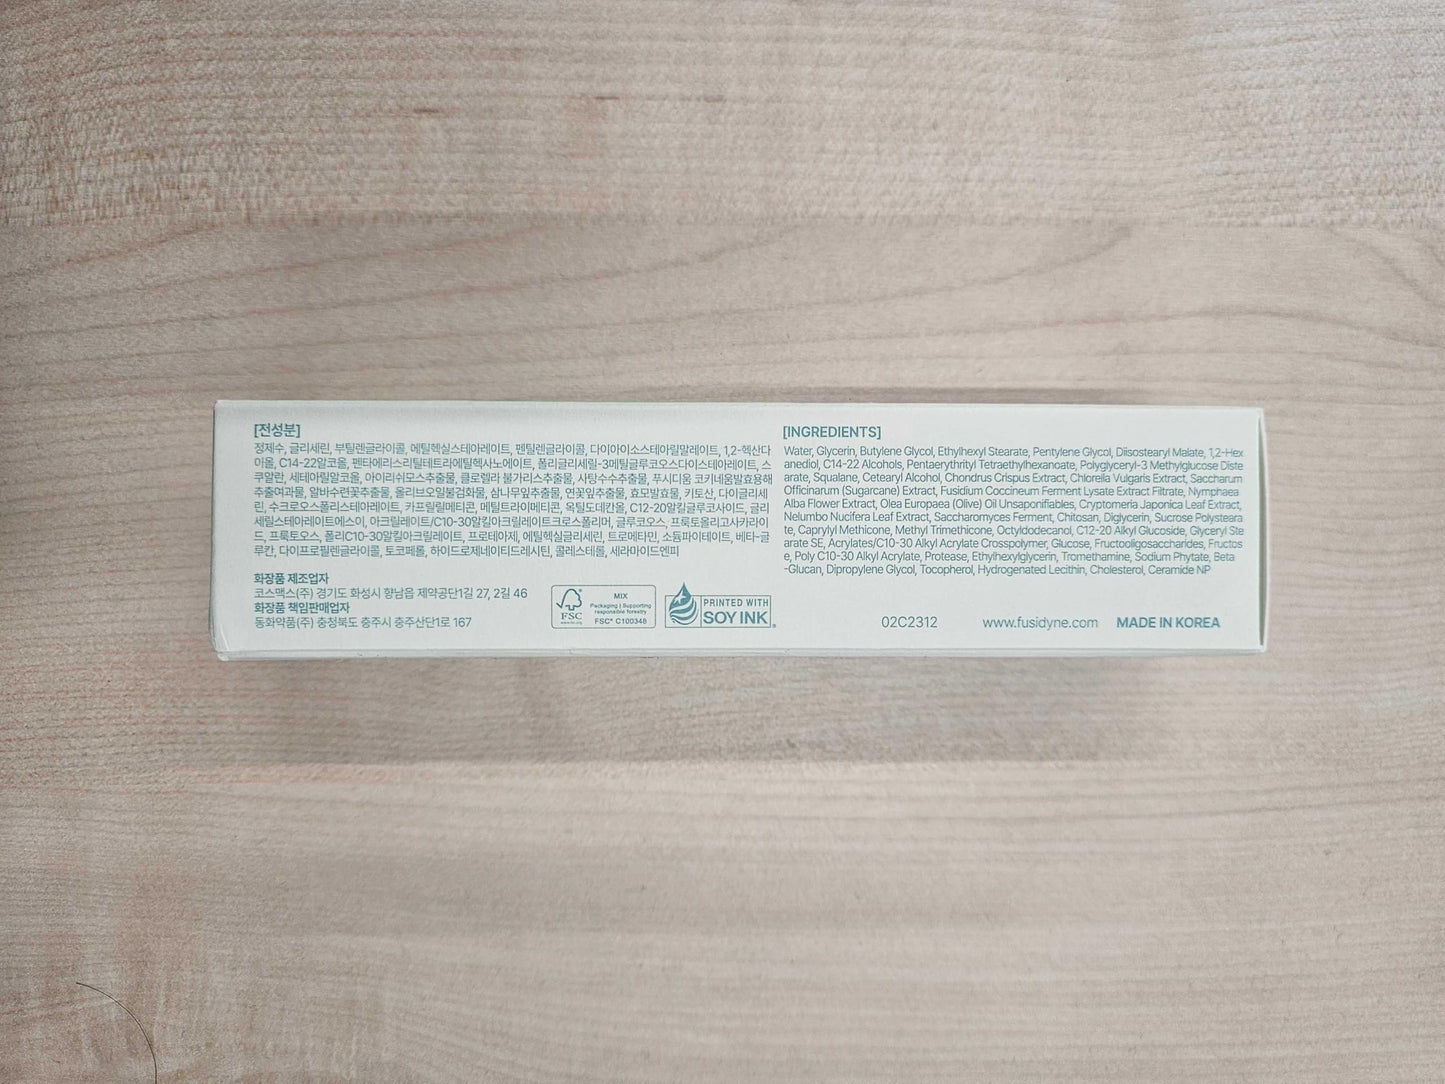 [전성분]
정제수, 글리세린, 부틸렌글라이콜, 에틸헥실스테아레이트, 펜틸렌글라이콜, 다이아이소스테아릴말레이트, 1,2-헥산다
이올, C14-22알코올, 펜타에리스리틸테트라에틸헥사노에이트, 폴리글리세릴-3메틸글루코오스다이스테아레이트, 스
쿠알란, 세테아릴알코올, 아이리쉬모스추출물, 클로렐라 불가리스추출물, 사탕수수추출물, 푸시디움 코키네움발효용해
추출여과물, 알바수련꽃추출물, 올리브오일불검화물, 삼나무잎추출물, 연꽃잎추출물, 효모발효물, 키토산, 다이글리세
린, 수크로오스폴리스테아레이트, 카프릴릴메티콘, 메틸트라이메티콘, 옥틸도데칸올, C12-20알킬글루코사이드, 글리
세릴스테아레이트에스이, 아크릴레이트/C10-30알킬아크릴레이트크로스폴리머, 글루코오스, 프룩토올리고사카라이
드, 프룩토오스, 폴리C10-30알킬아크릴레이트, 프로테아제, 에틸헥실글리세린, 트로메타민, 소듐파이테이트, 베타-글
루칸, 다이프로필렌글라이콜, 토코페롤, 하이드로제네이티드레시틴, 콜레스테롤, 세라마이드엔피
화장품 제조업자
코스맥스(주) 경기도 화성시 향남읍 제약공단1길 27, 2길 46
화장품 책임판매업자
동화약품(주) 충청북도 충주시 충주산단1로 167
FSC
www.fsc.org
MIX
Packaging | Supporting
responsible forestry
FSC® C100348
PRINTED WITH
SOY INK
[INGREDIENTS]
Water, Glycerin, Butylene Glycol, Ethylhexyl Stearate, Pentylene Glycol, Diisostearyl Malate, 1,2-Hex
anediol, C14-22 Alcohols, Pentaerythrityl Tetraethylhexanoate, Polyglyceryl-3 Methylglucose Diste
arate, Squalane, Cetearyl Alcohol, Chondrus Crispus Extract, Chlorella Vulgaris Extract, Saccharum
Officinarum (Sugarcane) Extract, Fusidium Coccineum Ferment Lysate Extract Filtrate, Nymphaea
Alba Flower Extract, Olea Europaea (Olive) Oil Unsaponifiables, Cryptomeria Japonica Leaf Extract,
Nelumbo Nucifera Leaf Extract, Saccharomyces Ferment, Chitosan, Diglycerin, Sucrose Polysteara
te, Caprylyl Methicone, Methyl Trimethicone, Octyldodecanol, C12-20 Alkyl Glucoside, Glyceryl Ste
arate SE, Acrylates/C10-30 Alkyl Acrylate Crosspolymer, Glucose, Fructooligosaccharides, Fructos
e, Poly C10-30 Alkyl Acrylate, Protease, Ethylhexylglycerin, Tromethamine, Sodium Phytate, Beta
-Glucan, Dipropylene Glycol, Tocopherol, Hydrogenated Lecithin, Cholesterol, Ceramide NP
02C2312 www.fusidyne.com MADE IN KOREA